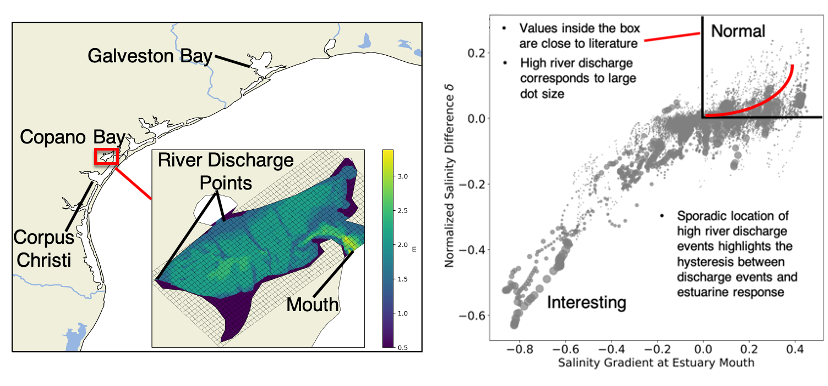 Galveston Bay
Copano Bay
River Discharge
Points
Corpus
Christi
Mouth
3.0
2.5
2.0
1.5
1.0
0.5
m
• Values inside the box
are close to literature
• High river discharge
corresponds to large
dot size
Normal
• Sporadic location of
high river discharge
events highlights the
hysteresis between
discharge events and
estuarine response
Interesting
Normalized Salinity Difference δ
0.2
0.0
−0.2
−0.4
−0.6
−0.8 −0.6 −0.4 −0.2 0.0 0.2 0.4
Salinity Gradient at Estuary Mouth